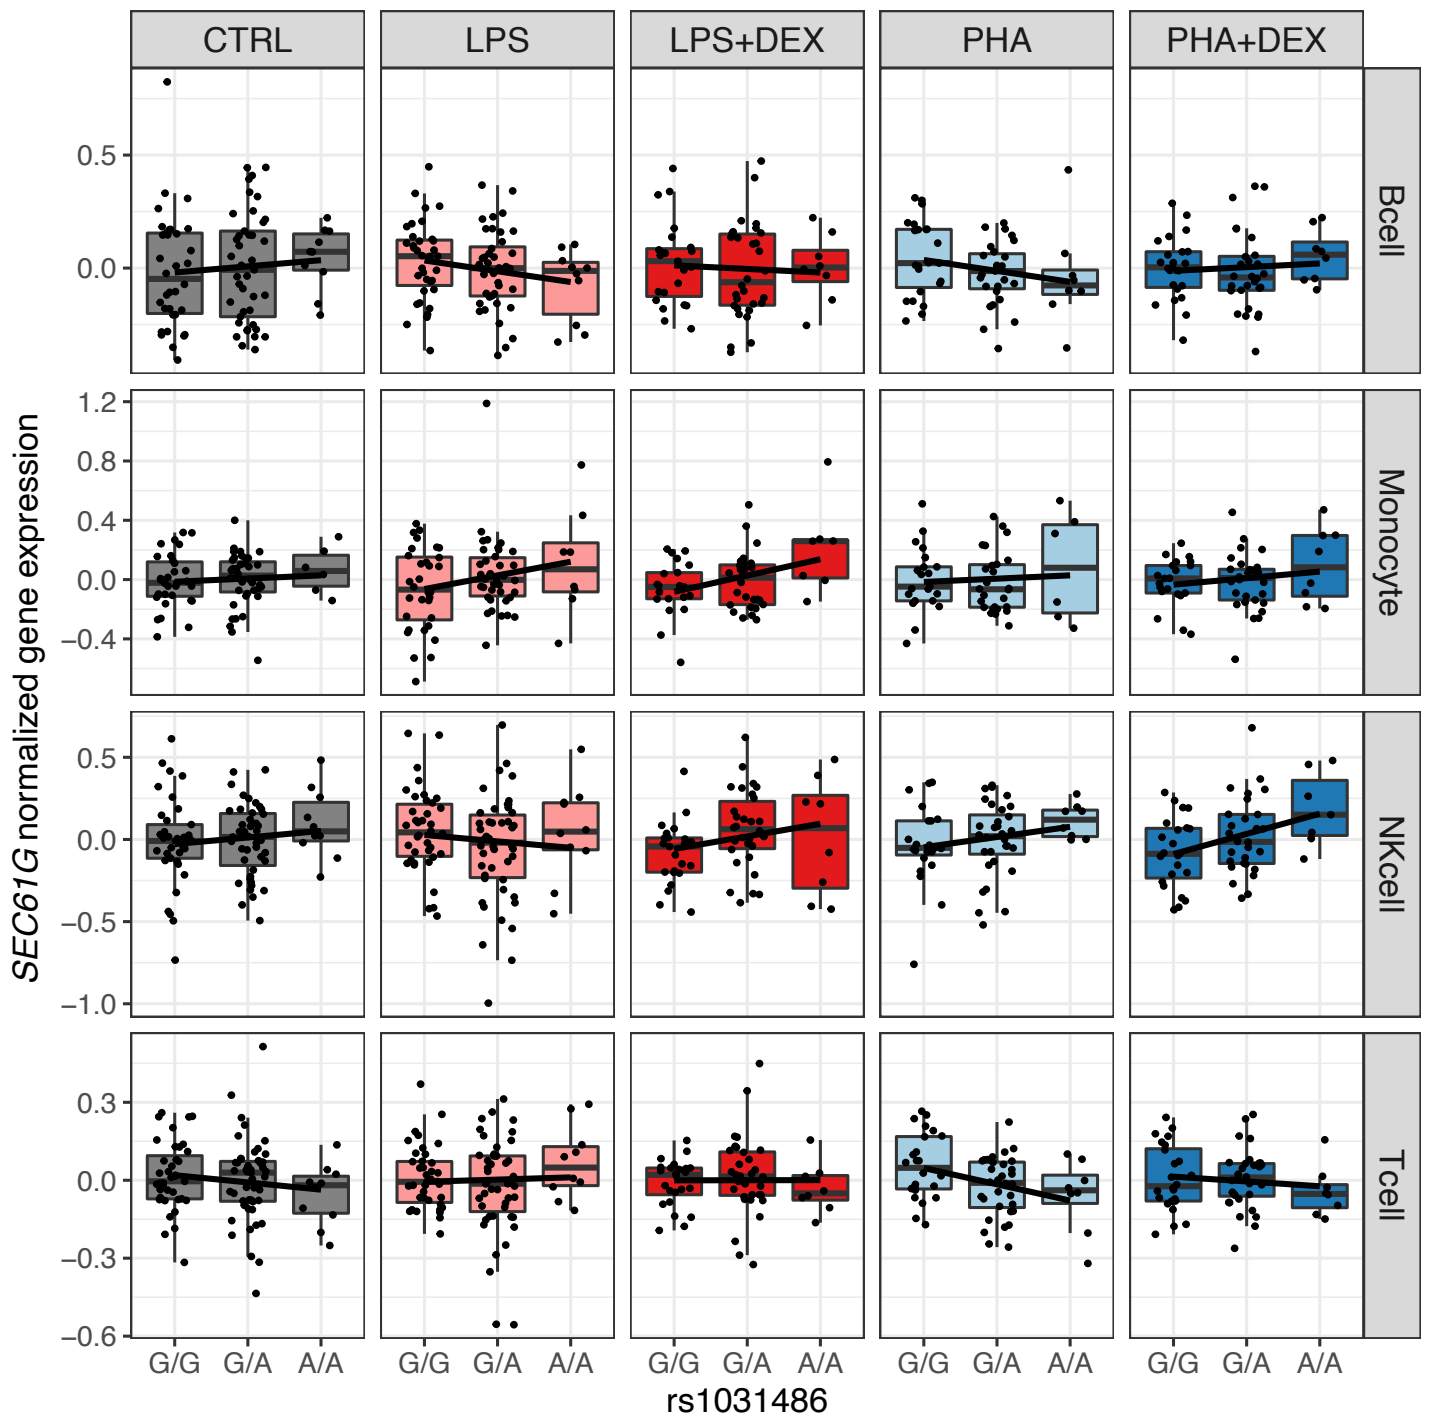 CTRL LPS LPS+DEX PHA PHA+DEX
0.5
0.0
Bcell
1.2
0.8
0.4
0.0
−0.4
Monocyte
0.5
0.0
−0.5
−1.0
NKcell
0.3
0.0
−0.3
−0.6
Tcell
SEC61G normalized gene expression
G/G G/A A/A G/G G/A A/A G/G G/A A/A G/G G/A A/A G/G G/A A/A
rs1031486